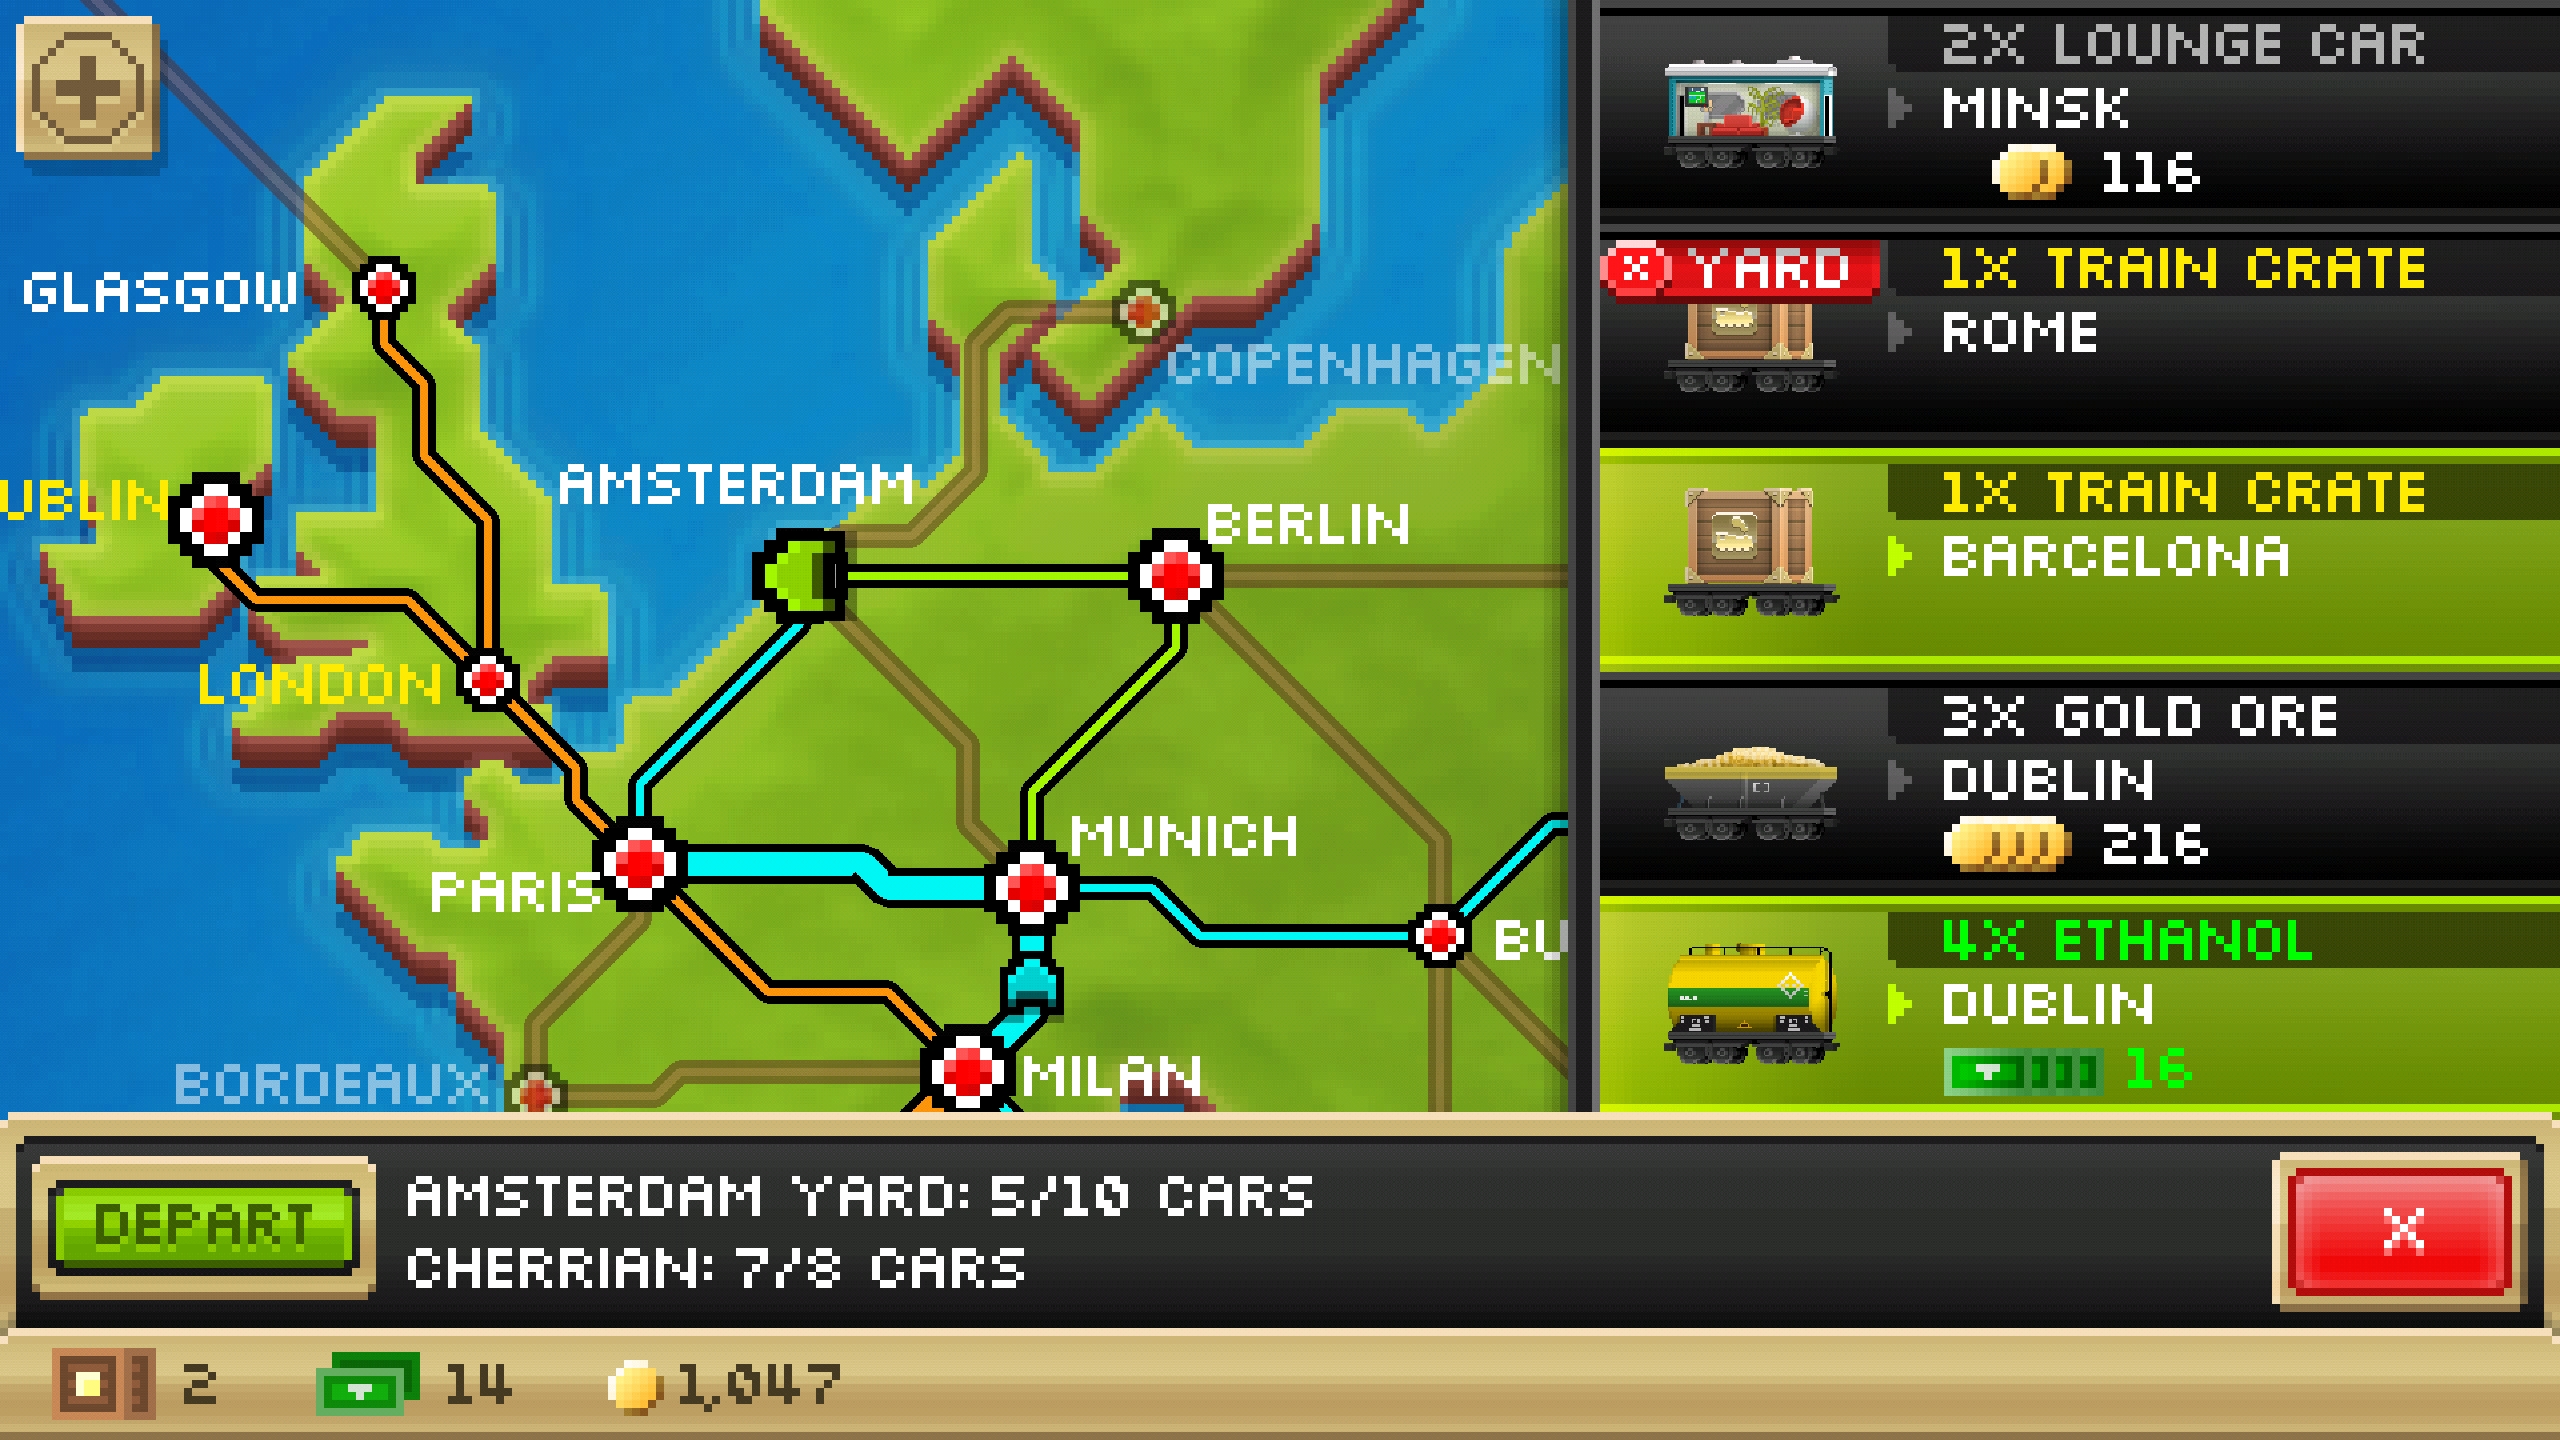 2X LOUNGE CAR
MINSK
116
YARD
1X TRAIN CRATE
ROME
1X TRAIN CRATE
BARCELONA
3X GOLD ORE
DUBLIN
216
4X ETHANOL
DUBLIN
16
GLASGOW
COPENHAGEN
AMSTERDAM
UBLIN
BERLIN
LONDON
MUNICH
PARIS
BU
BORDEAUX
MILAN
DEPART
AMSTERDAM YARD: 5/10 CARS
CHERRIAN: 7/8 CARS
X
2
14
1,047